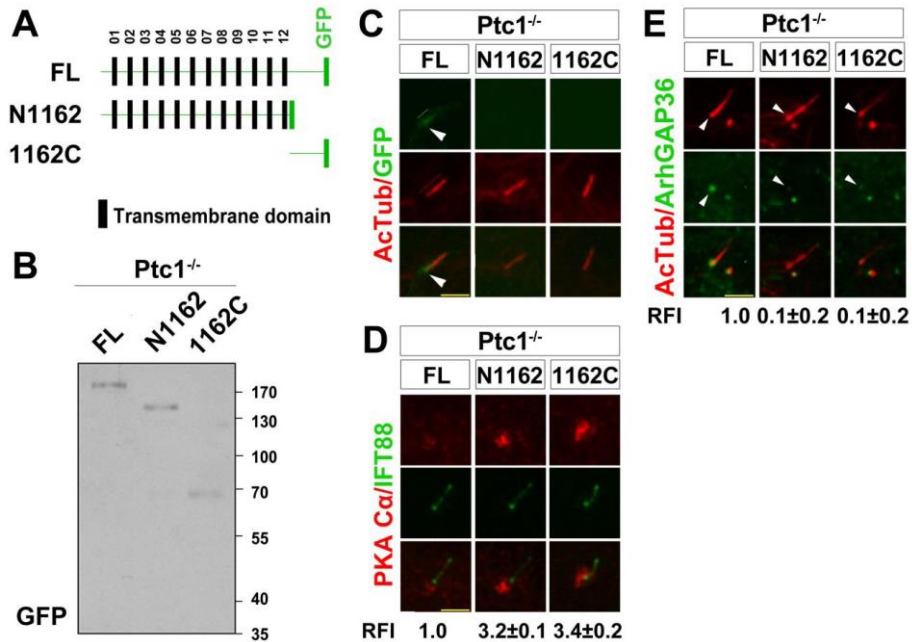 A
01 02 03 04 05 06 07 08 09 10 11 12 GFP
FL
N1162
1162C
Transmembrane domain
B
Ptc1-/-
FL N1162 1162C
170
130
100
70
55
40
35
GFP
C
Ptc1-/-
FL N1162 1162C
AcTub/GFP
D
Ptc1-/-
FL N1162 1162C
PKA Cα/IFT88
RFI 1.0 3.2±0.1 3.4±0.2
E
Ptc1-/-
FL N1162 1162C
AcTub/ArhGAP36
RFI 1.0 0.1±0.2 0.1±0.2